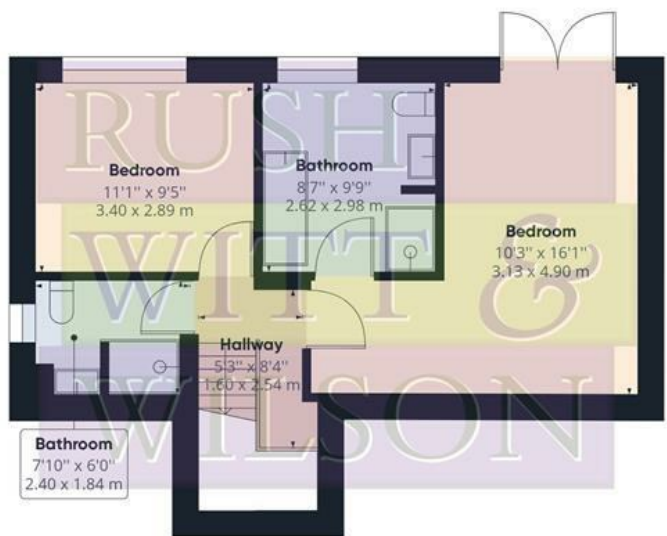 RUSH
WITT &
WILSON
Bedroom
11'1" x 9'5"
3.40 x 2.89 m
Bathroom
8'7" x 9'9"
2.62 x 2.98 m
Bedroom
10'3" x 16'1"
3.13 x 4.90 m
Hallway
5'3" x 8'4"
1.60 x 2.54 m
Bathroom
7'10" x 6'0"
2.40 x 1.84 m